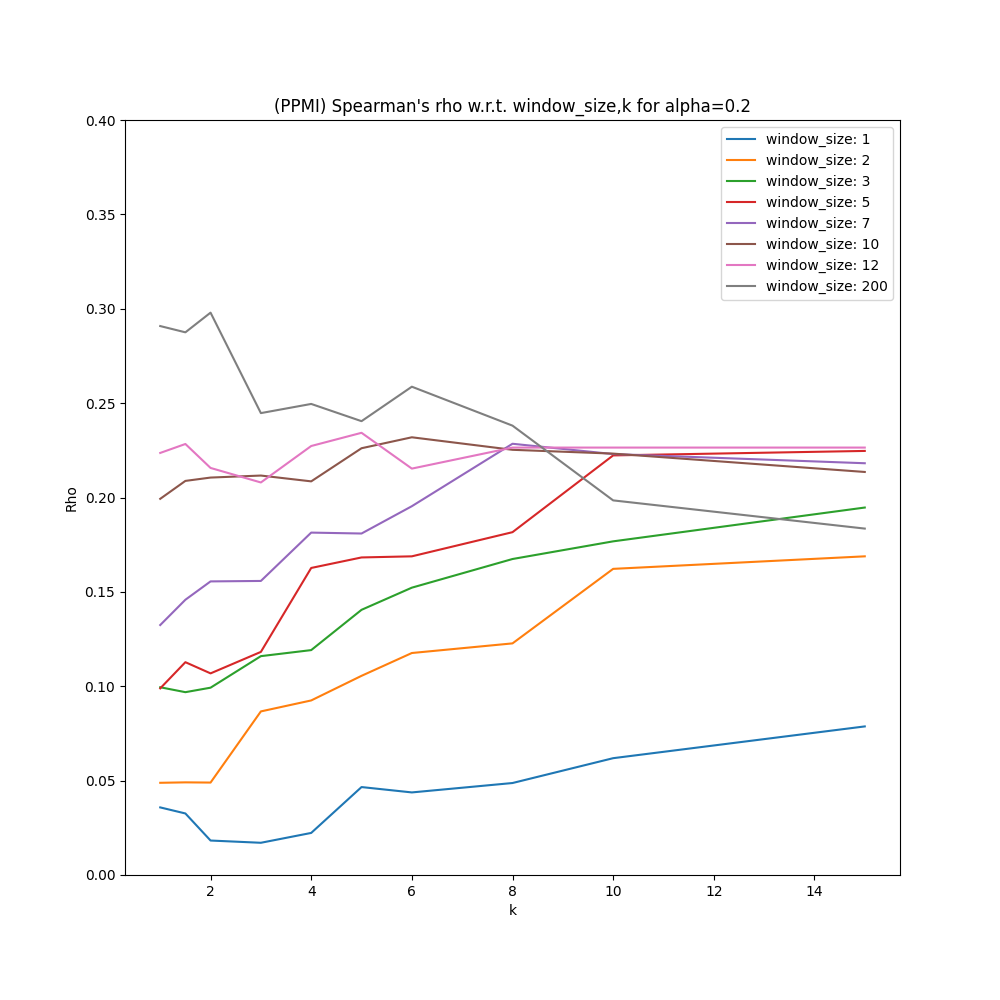 (PPMI) Spearman's rho w.r.t. window_size,k for alpha=0.2
0.40
0.35
0.30
0.25
0.20
0.15
0.10
0.05
0.00
Rho
window_size: 1
window_size: 2
window_size: 3
window_size: 5
window_size: 7
window_size: 10
window_size: 12
window_size: 200
2 4 6 8 10 12 14
k